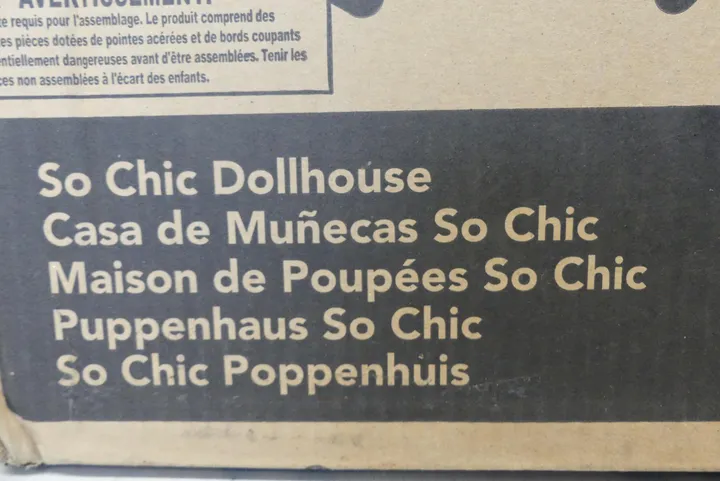 AVERTISSEMENT:
requis pour l'assemblage. Le produit comprend des
es pièces dotées de pointes acérées et de bords coupants
entiellement dangereuses avant d'être assemblées. Tenir les
ces non assemblées à l'écart des enfants.
So Chic Dollhouse
Casa de Muñecas So Chic
Maison de Poupées So Chic
Puppenhaus So Chic
So Chic Poppenhuis